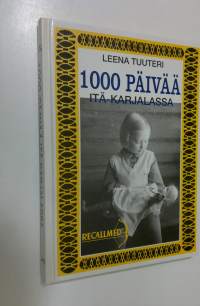 LEENA TUUTERI
1000 PÄIVÄÄ
ITÄ-KARJALASSA
RECALLMED